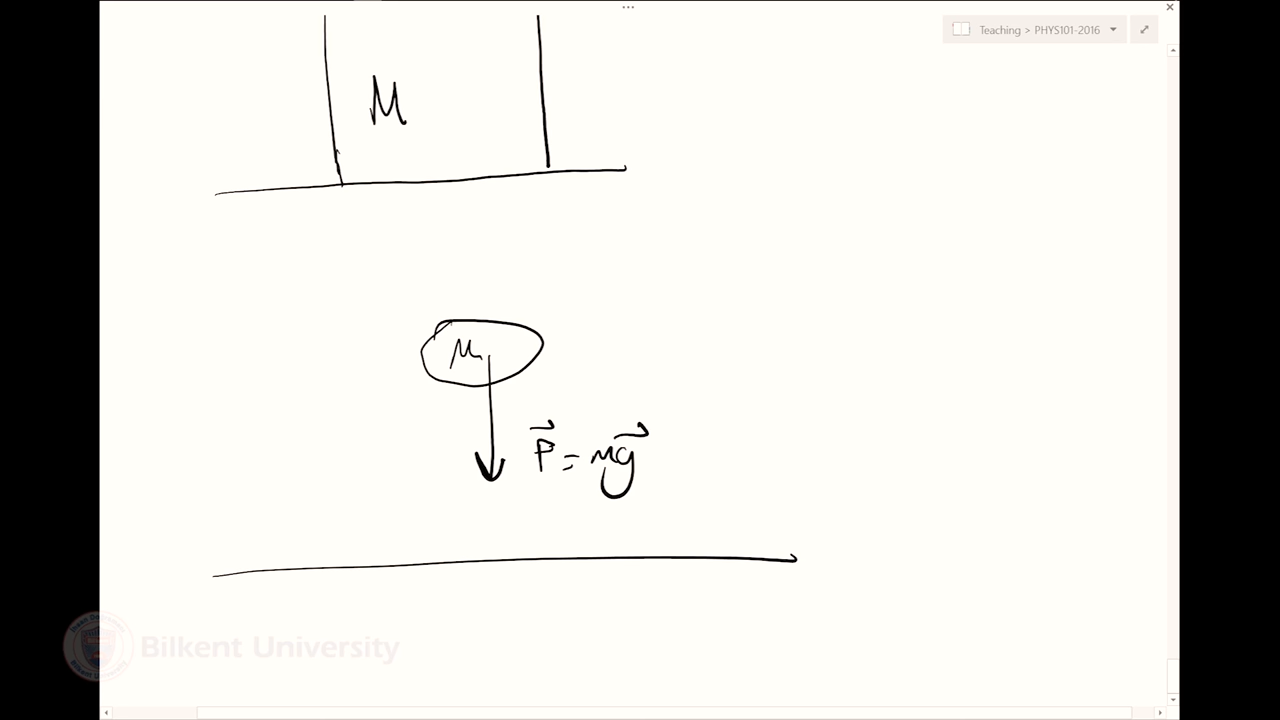 Teaching > PHYS101-2016
M
m
P⃗ = mg⃗
Bilkent University